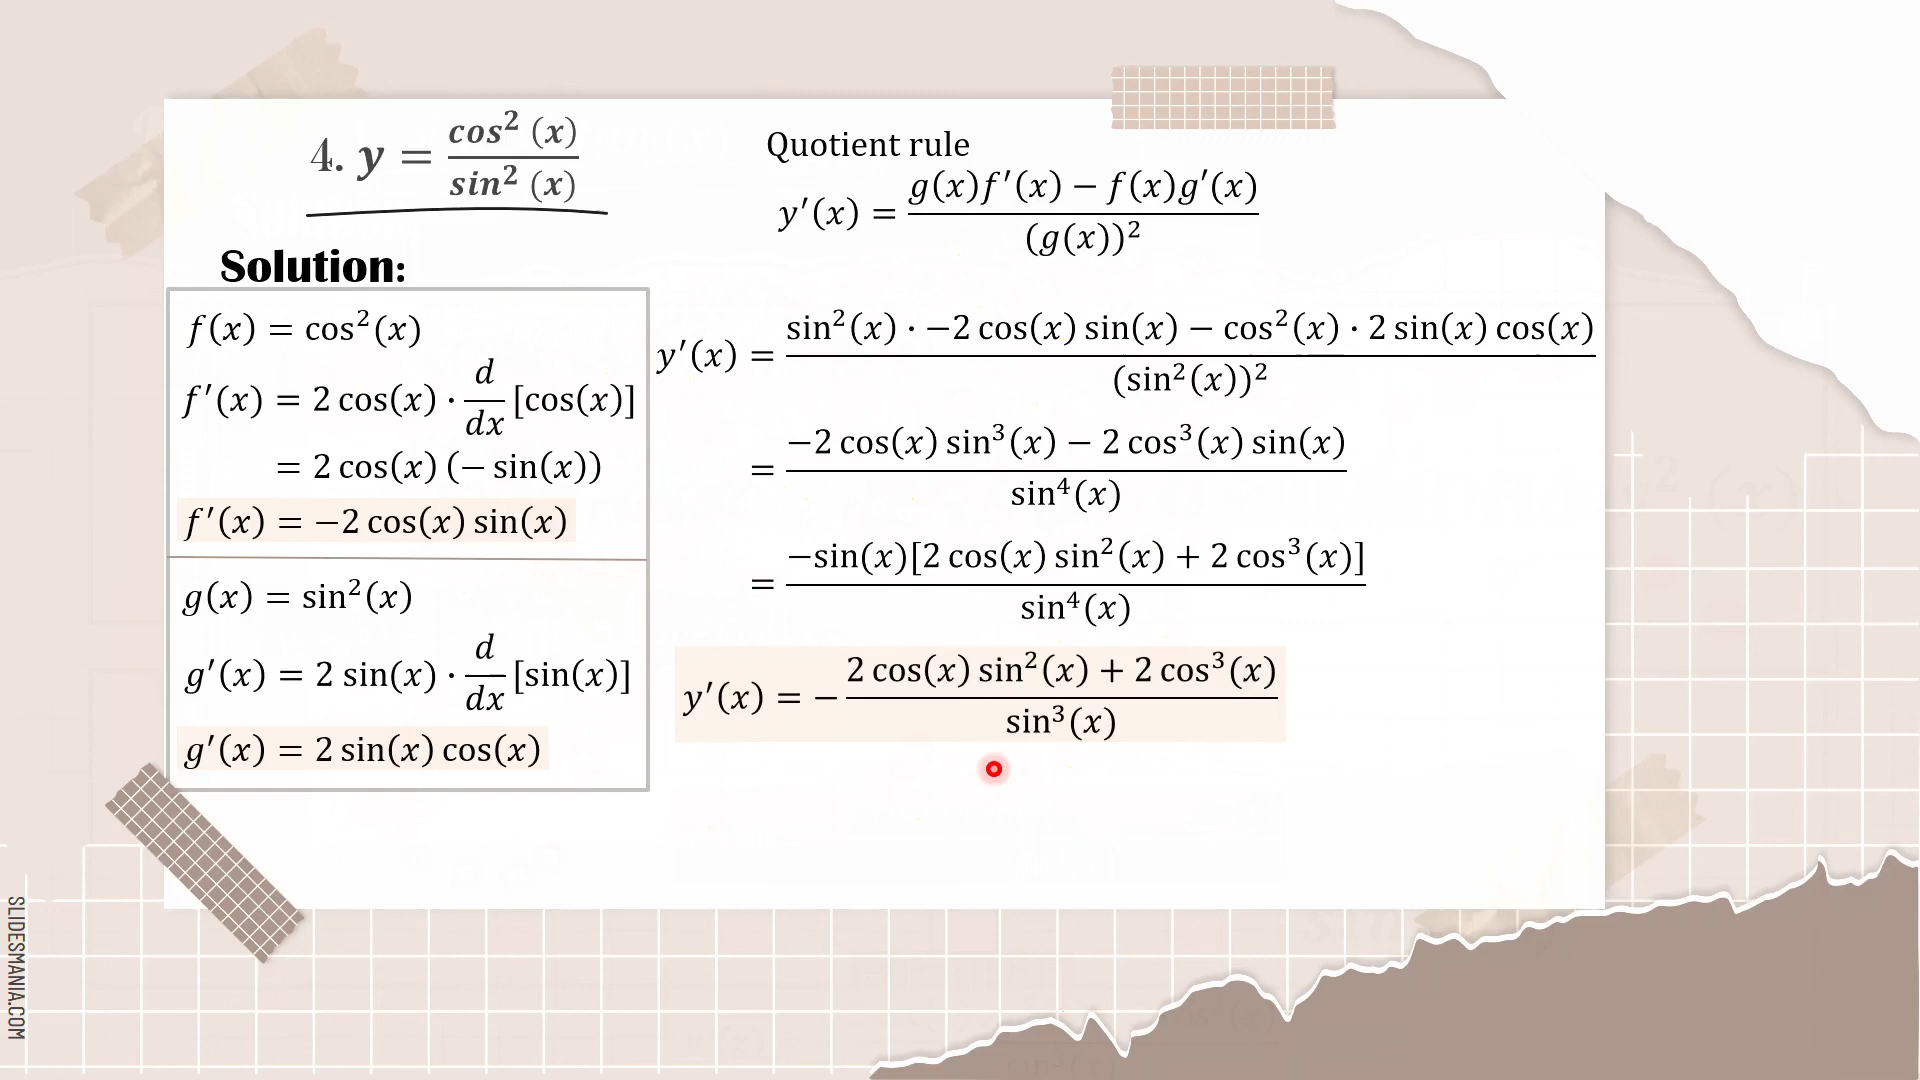 4. y = cos² (x) / sin² (x)
Solution:
f(x) = cos²(x)
f′(x) = 2 cos(x) · d/dx [cos(x)]
= 2 cos(x) (− sin(x))
f′(x) = −2 cos(x) sin(x)
g(x) = sin²(x)
g′(x) = 2 sin(x) · d/dx [sin(x)]
g′(x) = 2 sin(x) cos(x)
Quotient rule
y′(x) = g(x)f′(x) − f(x)g′(x) / (g(x))²
y′(x) = sin²(x) · −2 cos(x) sin(x) − cos²(x) · 2 sin(x) cos(x) / (sin²(x))²
= −2 cos(x) sin³(x) − 2 cos³(x) sin(x) / sin⁴(x)
= −sin(x)[2 cos(x) sin²(x) + 2 cos³(x)] / sin⁴(x)
y′(x) = − 2 cos(x) sin²(x) + 2 cos³(x) / sin³(x)
SLIDESMANIA.COM